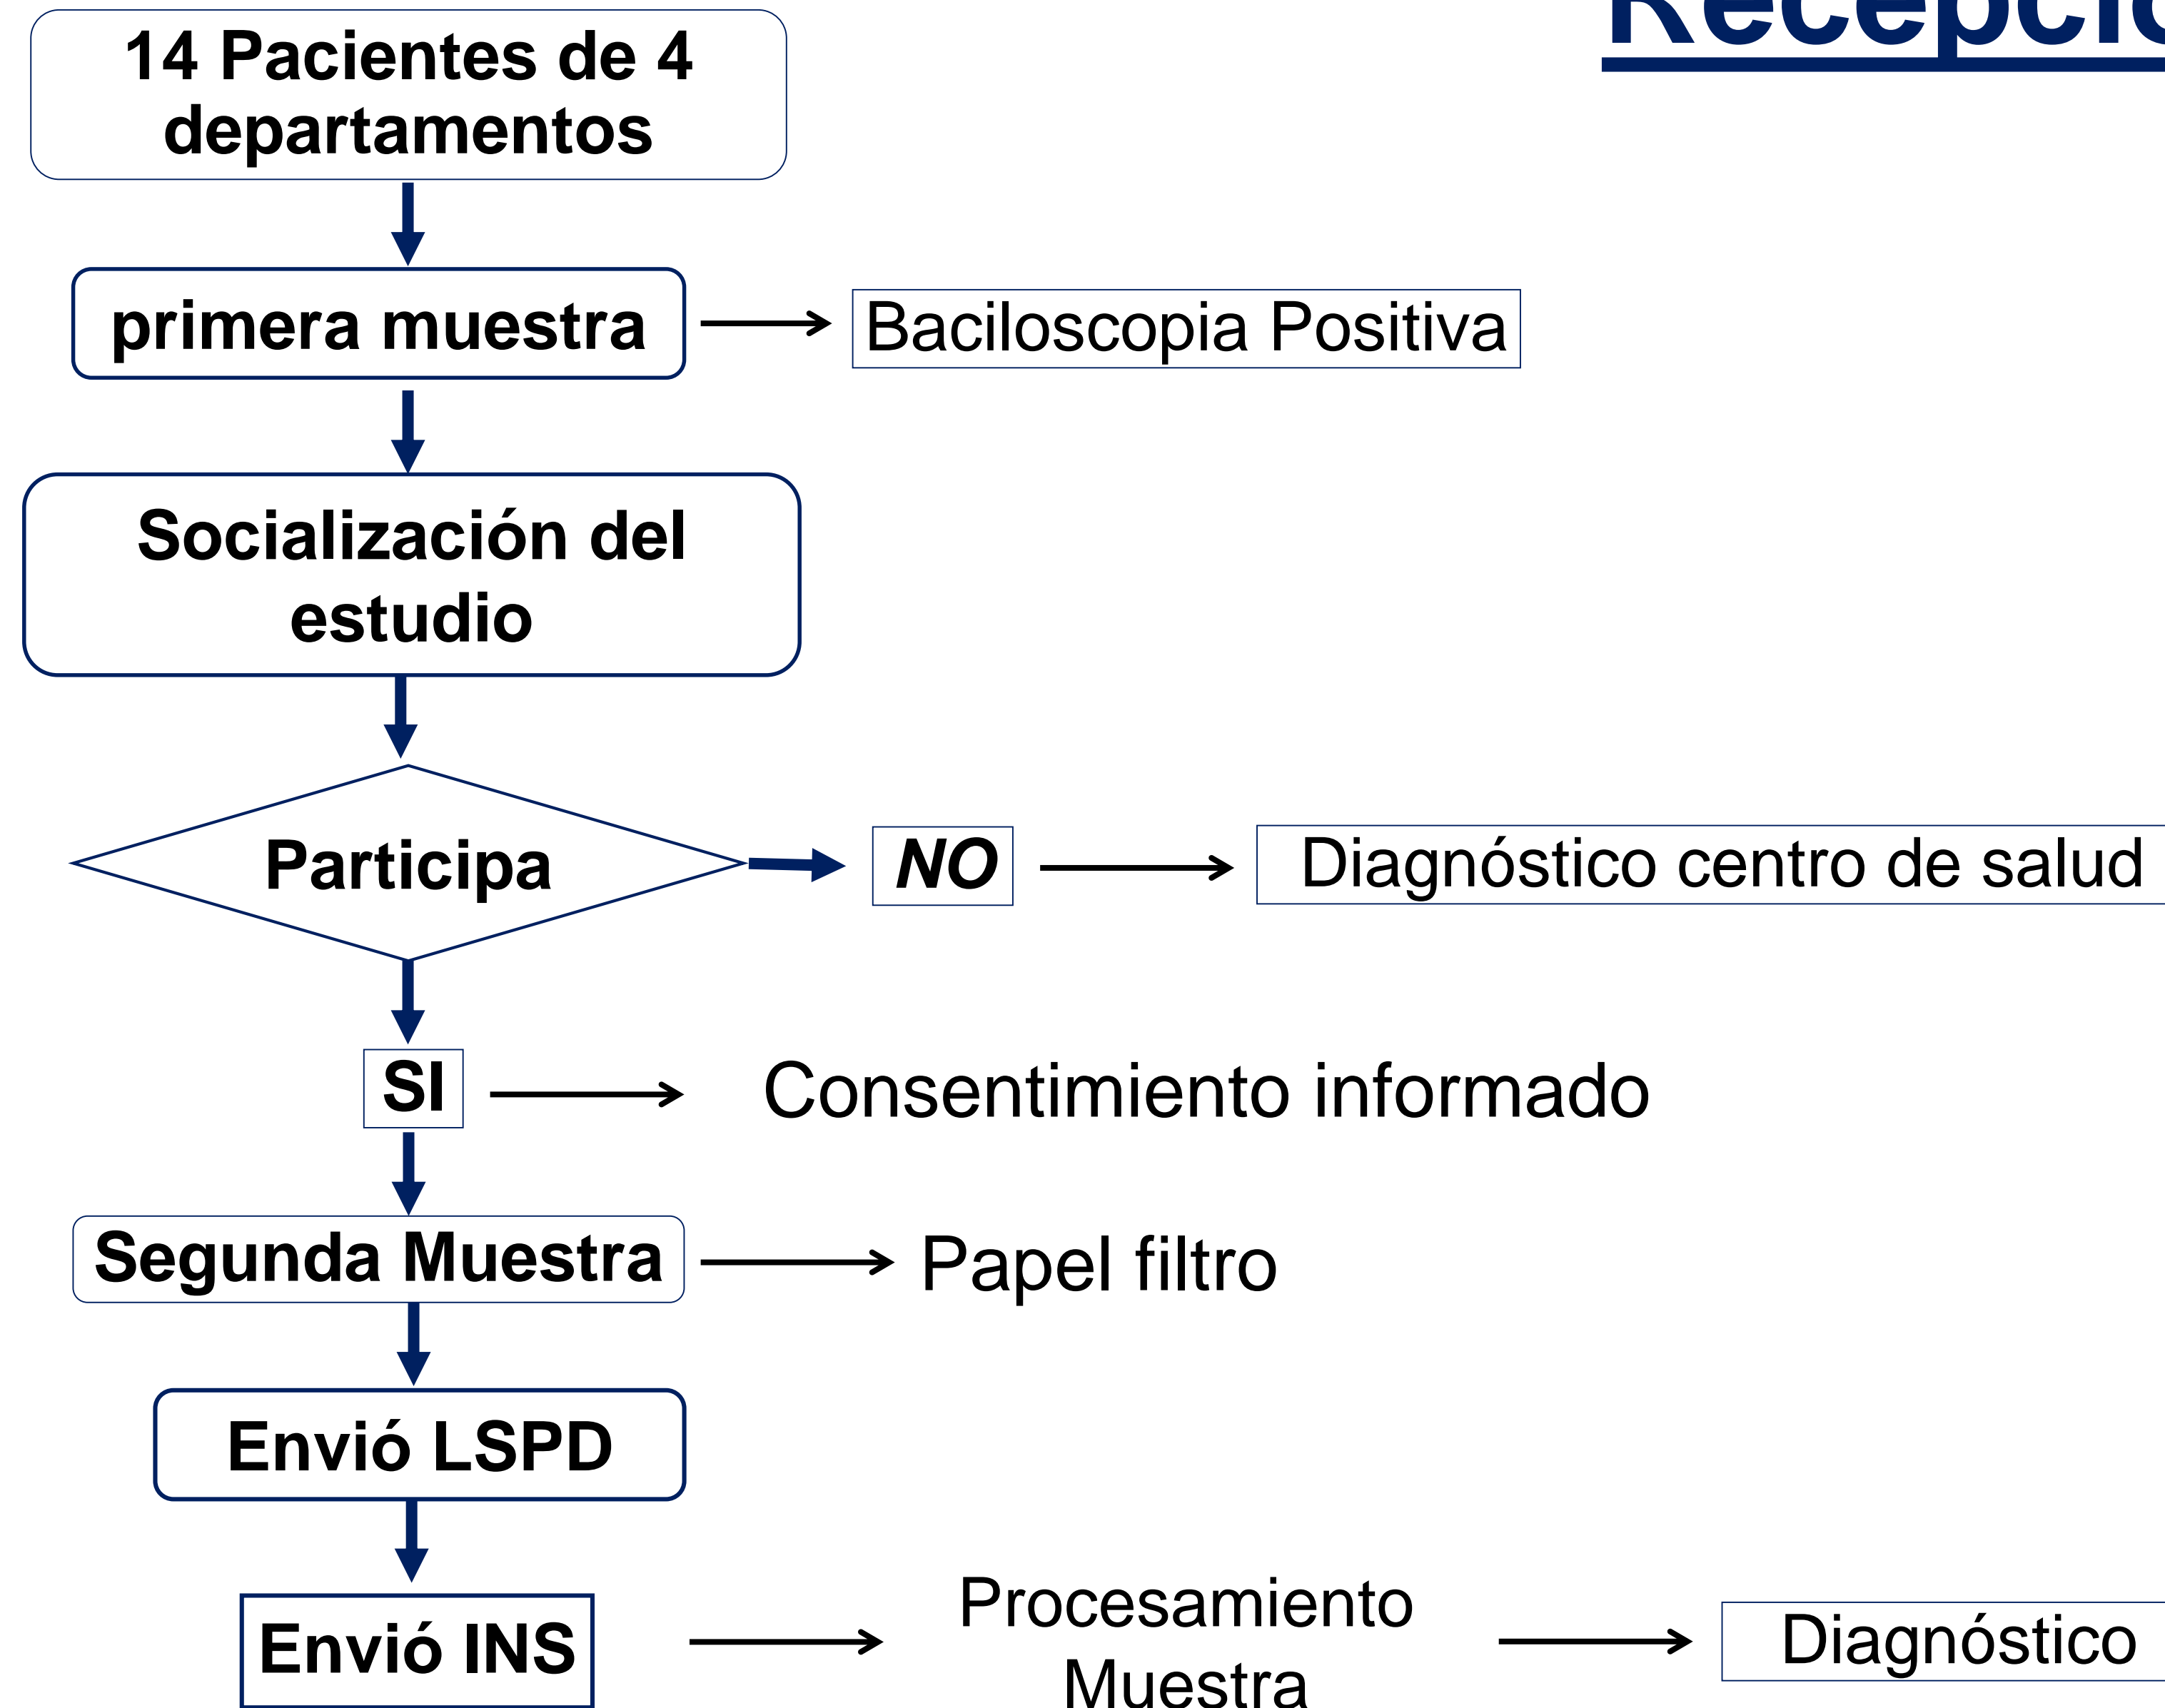 14 Pacientes de 4
departamentos
primera muestra
Baciloscopia Positiva
Socialización del
estudio
Participa
NO
Diagnóstico centro de salud
SI
Consentimiento informado
Segunda Muestra
Papel filtro
Envió LSPD
Envió INS
Procesamiento
Muestra
Diagnóstico